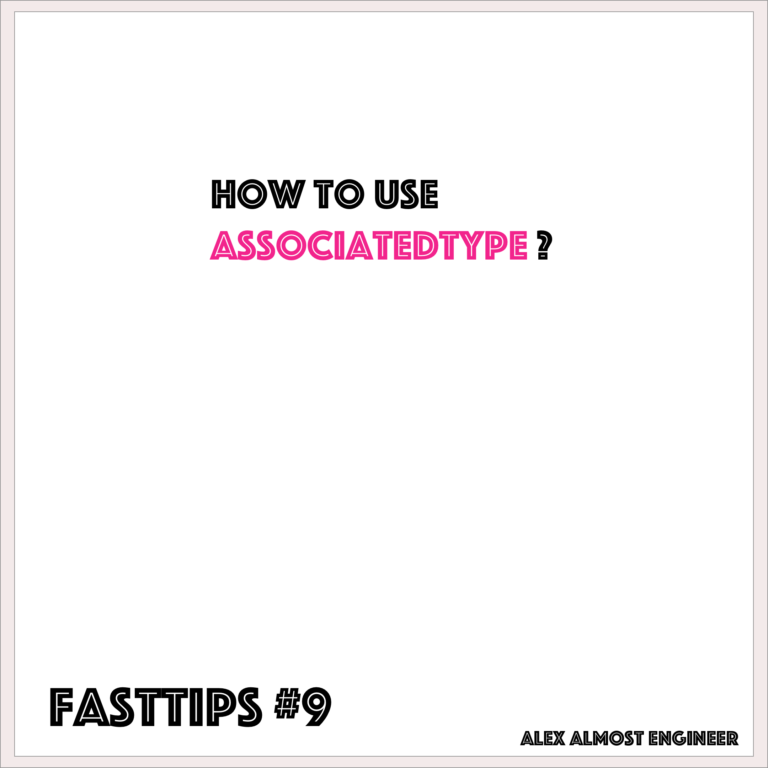 HOW TO USE
ASSOCIATEDTYPE ?
FASTTIPS #9
ALEX ALMOST ENGINEER